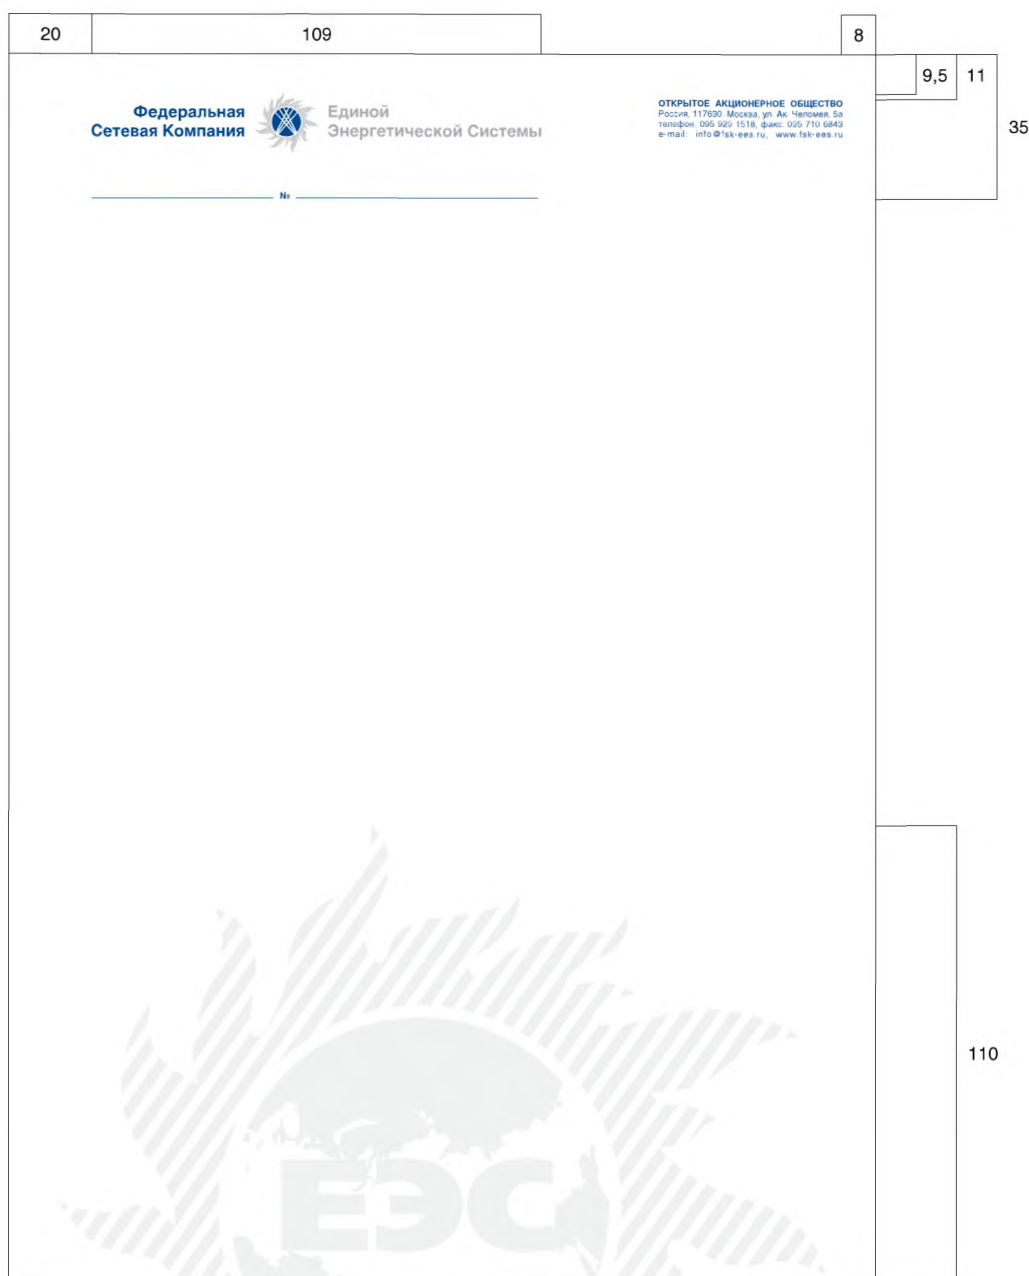 20 109 8
9,5 11
35
Федеральная
Сетевая Компания
Единой
Энергетической Системы
ОТКРЫТОЕ АКЦИОНЕРНОЕ ОБЩЕСТВО
Россия, 117630. Москва, ул. Ак. Челомея, 5а
телефон: 095 929 1518, факс: 095 710 6843
e-mail: info@fsk-ees.ru, www.fsk-ees.ru
№
110
ЕЭС